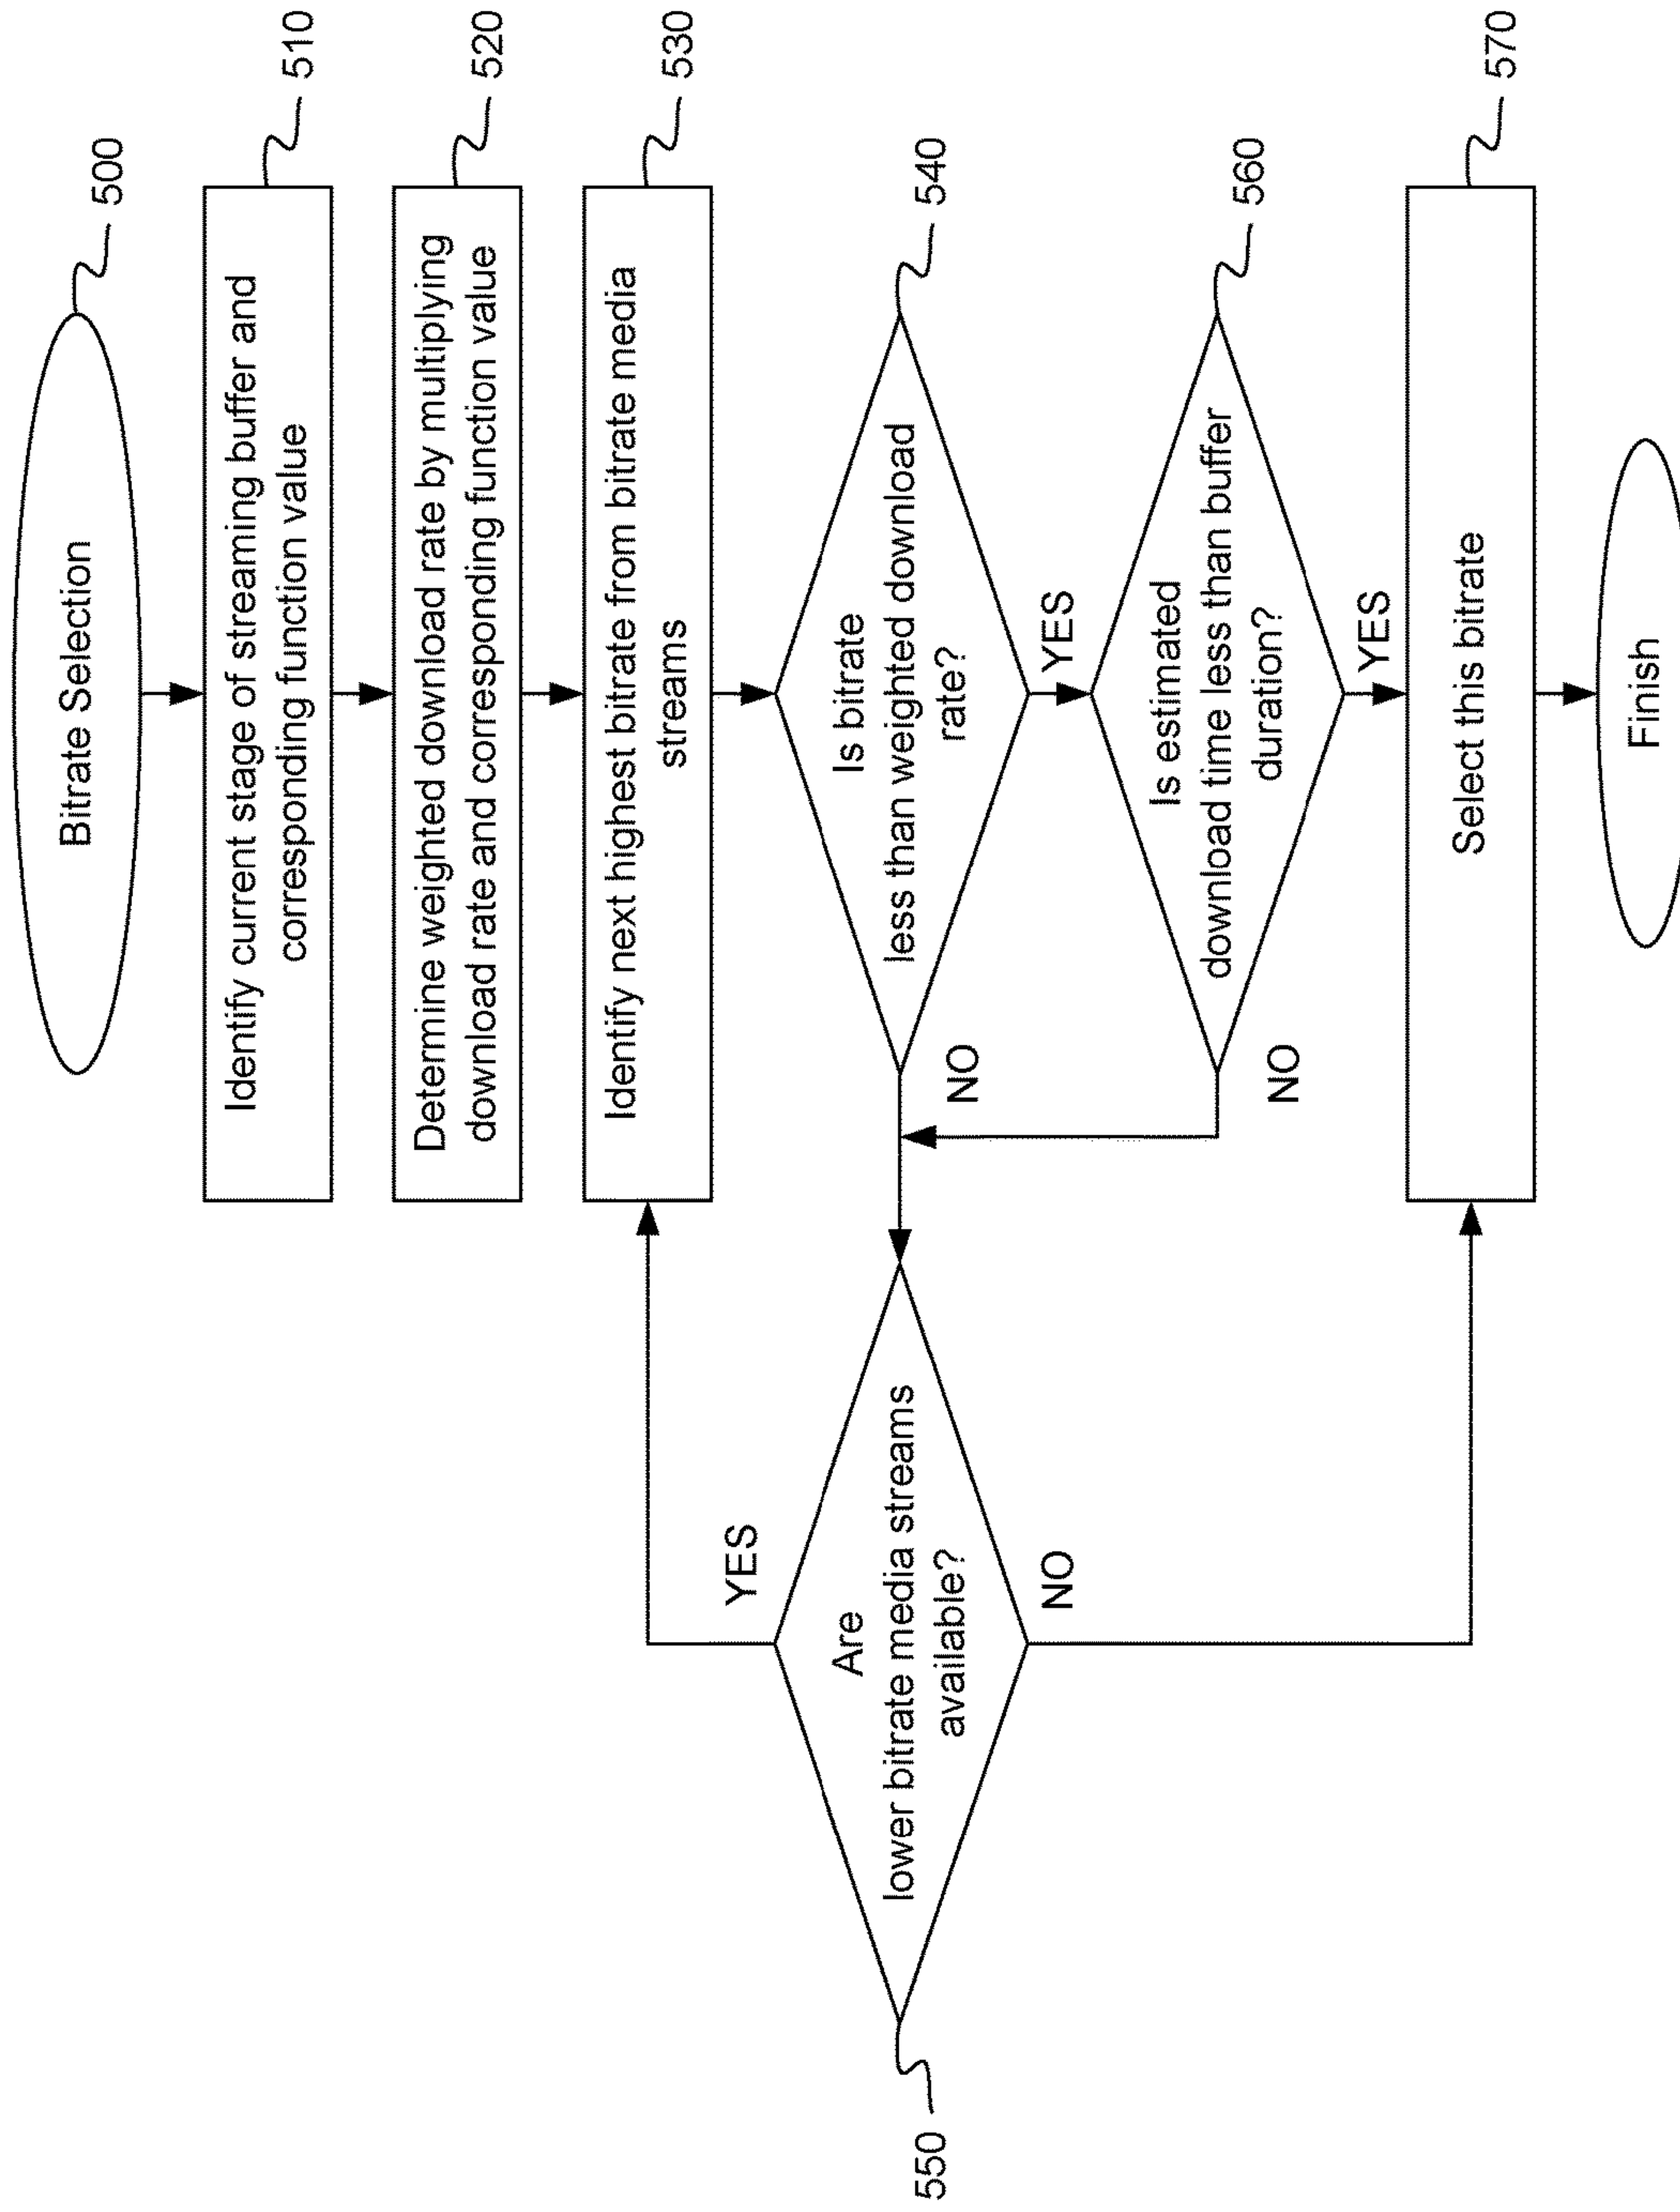 Bitrate Selection
500
Identify current stage of streaming buffer and
corresponding function value
510
Determine weighted download rate by multiplying
download rate and corresponding function value
520
Identify next highest bitrate from bitrate media
streams
530
Is bitrate
less than weighted download
rate?
540
YES
NO
Are
lower bitrate media streams
available?
550
YES
NO
Is estimated
download time less than buffer
duration?
560
YES
NO
Select this bitrate
570
Finish